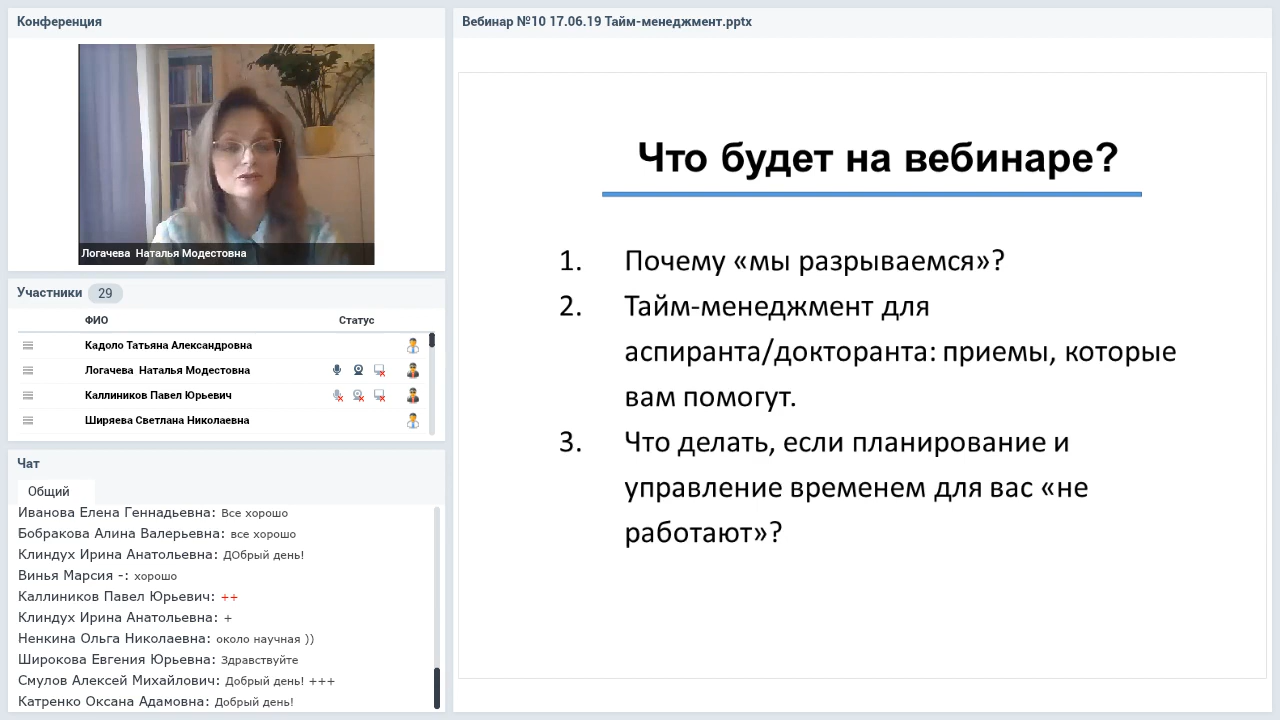 Конференция
Логачева  Наталья Модестовна
Участники 29
ФИО Статус
Кадоло Татьяна Александровна
Логачева  Наталья Модестовна
Каллиников Павел Юрьевич
Ширяева Светлана Николаевна
Чат
Общий
Иванова Елена Геннадьевна: Все хорошо
Бобракова Алина Валерьевна: все хорошо
Клиндух Ирина Анатольевна: ДОбрый день!
Винья Марсия -: хорошо
Каллиников Павел Юрьевич: ++
Клиндух Ирина Анатольевна: +
Ненкина Ольга Николаевна: около научная ))
Широкова Евгения Юрьевна: Здравствуйте
Смулов Алексей Михайлович: Добрый день! +++
Катренко Оксана Адамовна: Добрый день!
Вебинар №10 17.06.19 Тайм-менеджмент.pptx
Что будет на вебинаре?
1. Почему «мы разрываемся»?
2. Тайм-менеджмент для
аспиранта/докторанта: приемы, которые
вам помогут.
3. Что делать, если планирование и
управление временем для вас «не
работают»?